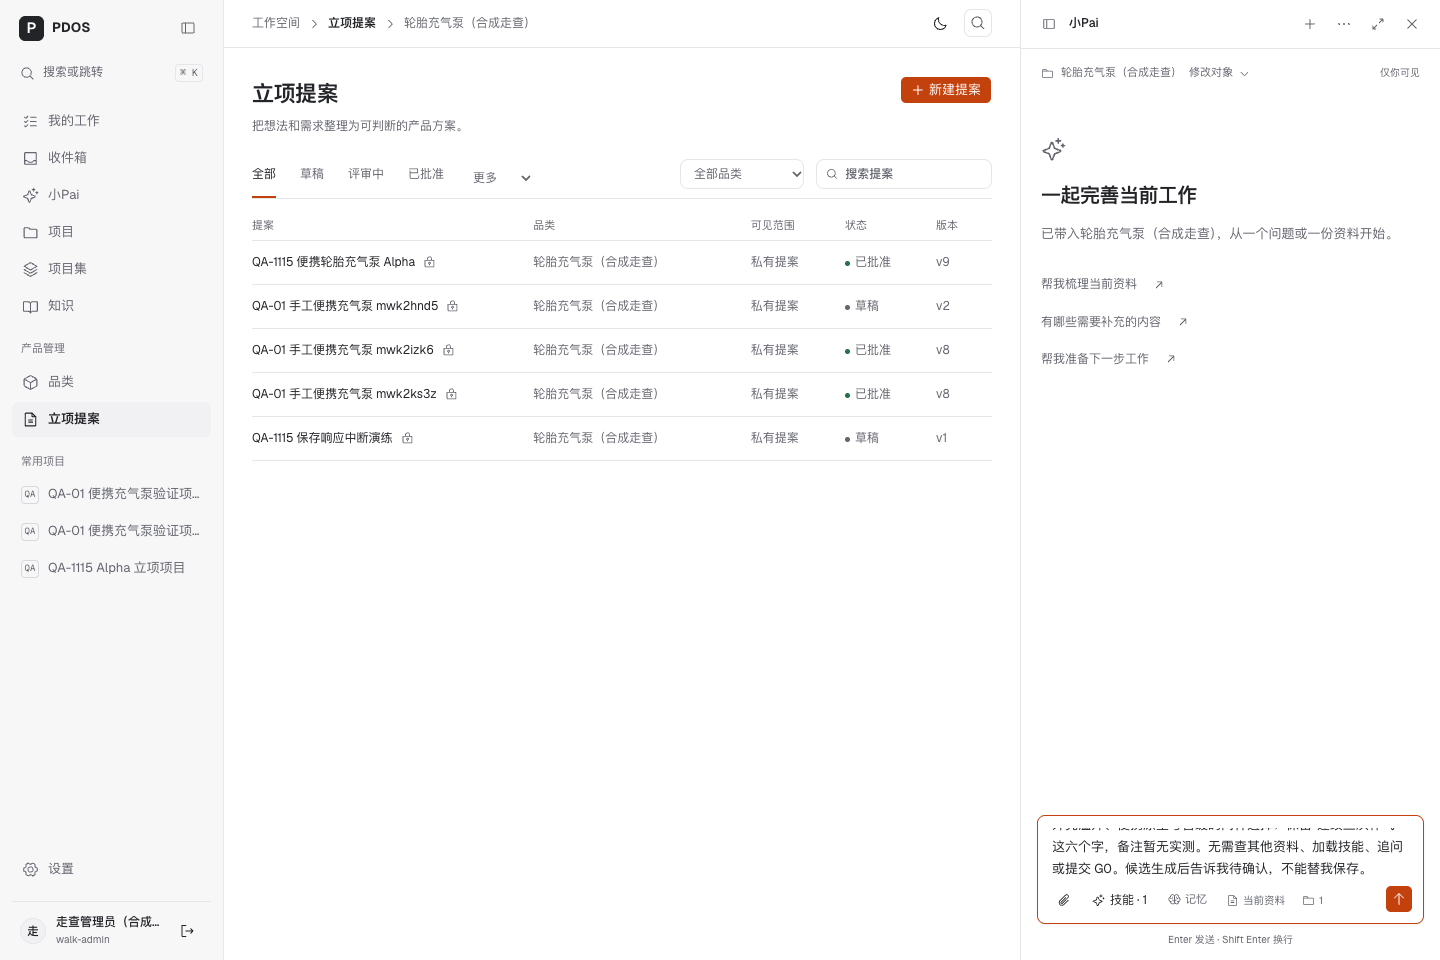 P PDOS
搜索或跳转 ⌘ K
我的工作
收件箱
小Pai
项目
项目集
知识
产品管理
品类
立项提案
常用项目
QA QA-01 便携充气泵验证项...
QA QA-01 便携充气泵验证项...
QA QA-1115 Alpha 立项项目
设置
走 走查管理员（合成...
walk-admin
工作空间 立项提案 轮胎充气泵（合成走查）
立项提案
新建提案
把想法和需求整理为可判断的产品方案。
全部 草稿 评审中 已批准 更多 全部品类 搜索提案
提案 品类 可见范围 状态 版本
QA-1115 便携轮胎充气泵 Alpha 轮胎充气泵（合成走查） 私有提案 已批准 v9
QA-01 手工便携充气泵 mwk2hnd5 轮胎充气泵（合成走查） 私有提案 草稿 v2
QA-01 手工便携充气泵 mwk2izk6 轮胎充气泵（合成走查） 私有提案 已批准 v8
QA-01 手工便携充气泵 mwk2ks3z 轮胎充气泵（合成走查） 私有提案 已批准 v8
QA-1115 保存响应中断演练 轮胎充气泵（合成走查） 私有提案 草稿 v1
小Pai
轮胎充气泵（合成走查） 修改对象 仅你可见
一起完善当前工作
已带入轮胎充气泵（合成走查），从一个问题或一份资料开始。
帮我梳理当前资料
有哪些需要补充的内容
帮我准备下一步工作
这六个字，备注暂无实测。无需查其他资料、加载技能、追问
或提交 GO。候选生成后告诉我待确认，不能替我保存。
技能 · 1 记忆 当前资料 1
Enter 发送 · Shift Enter 换行